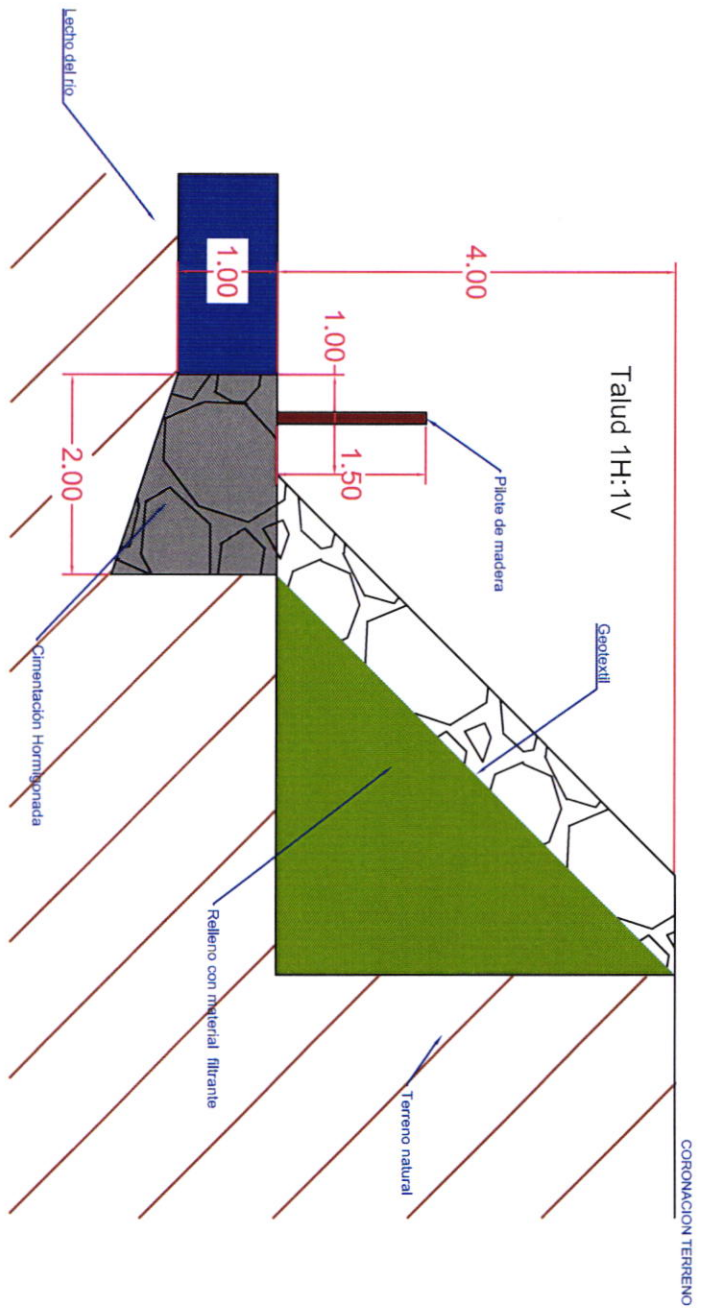 CORONACION TERRENO
Talud 1H:1V
4.00
Geotextil
Pilote de madera
1.50
1.00
1.00
2.00
Terreno natural
Relleno con material filtrante
Cimentación Hormigonada
Lecho del rio